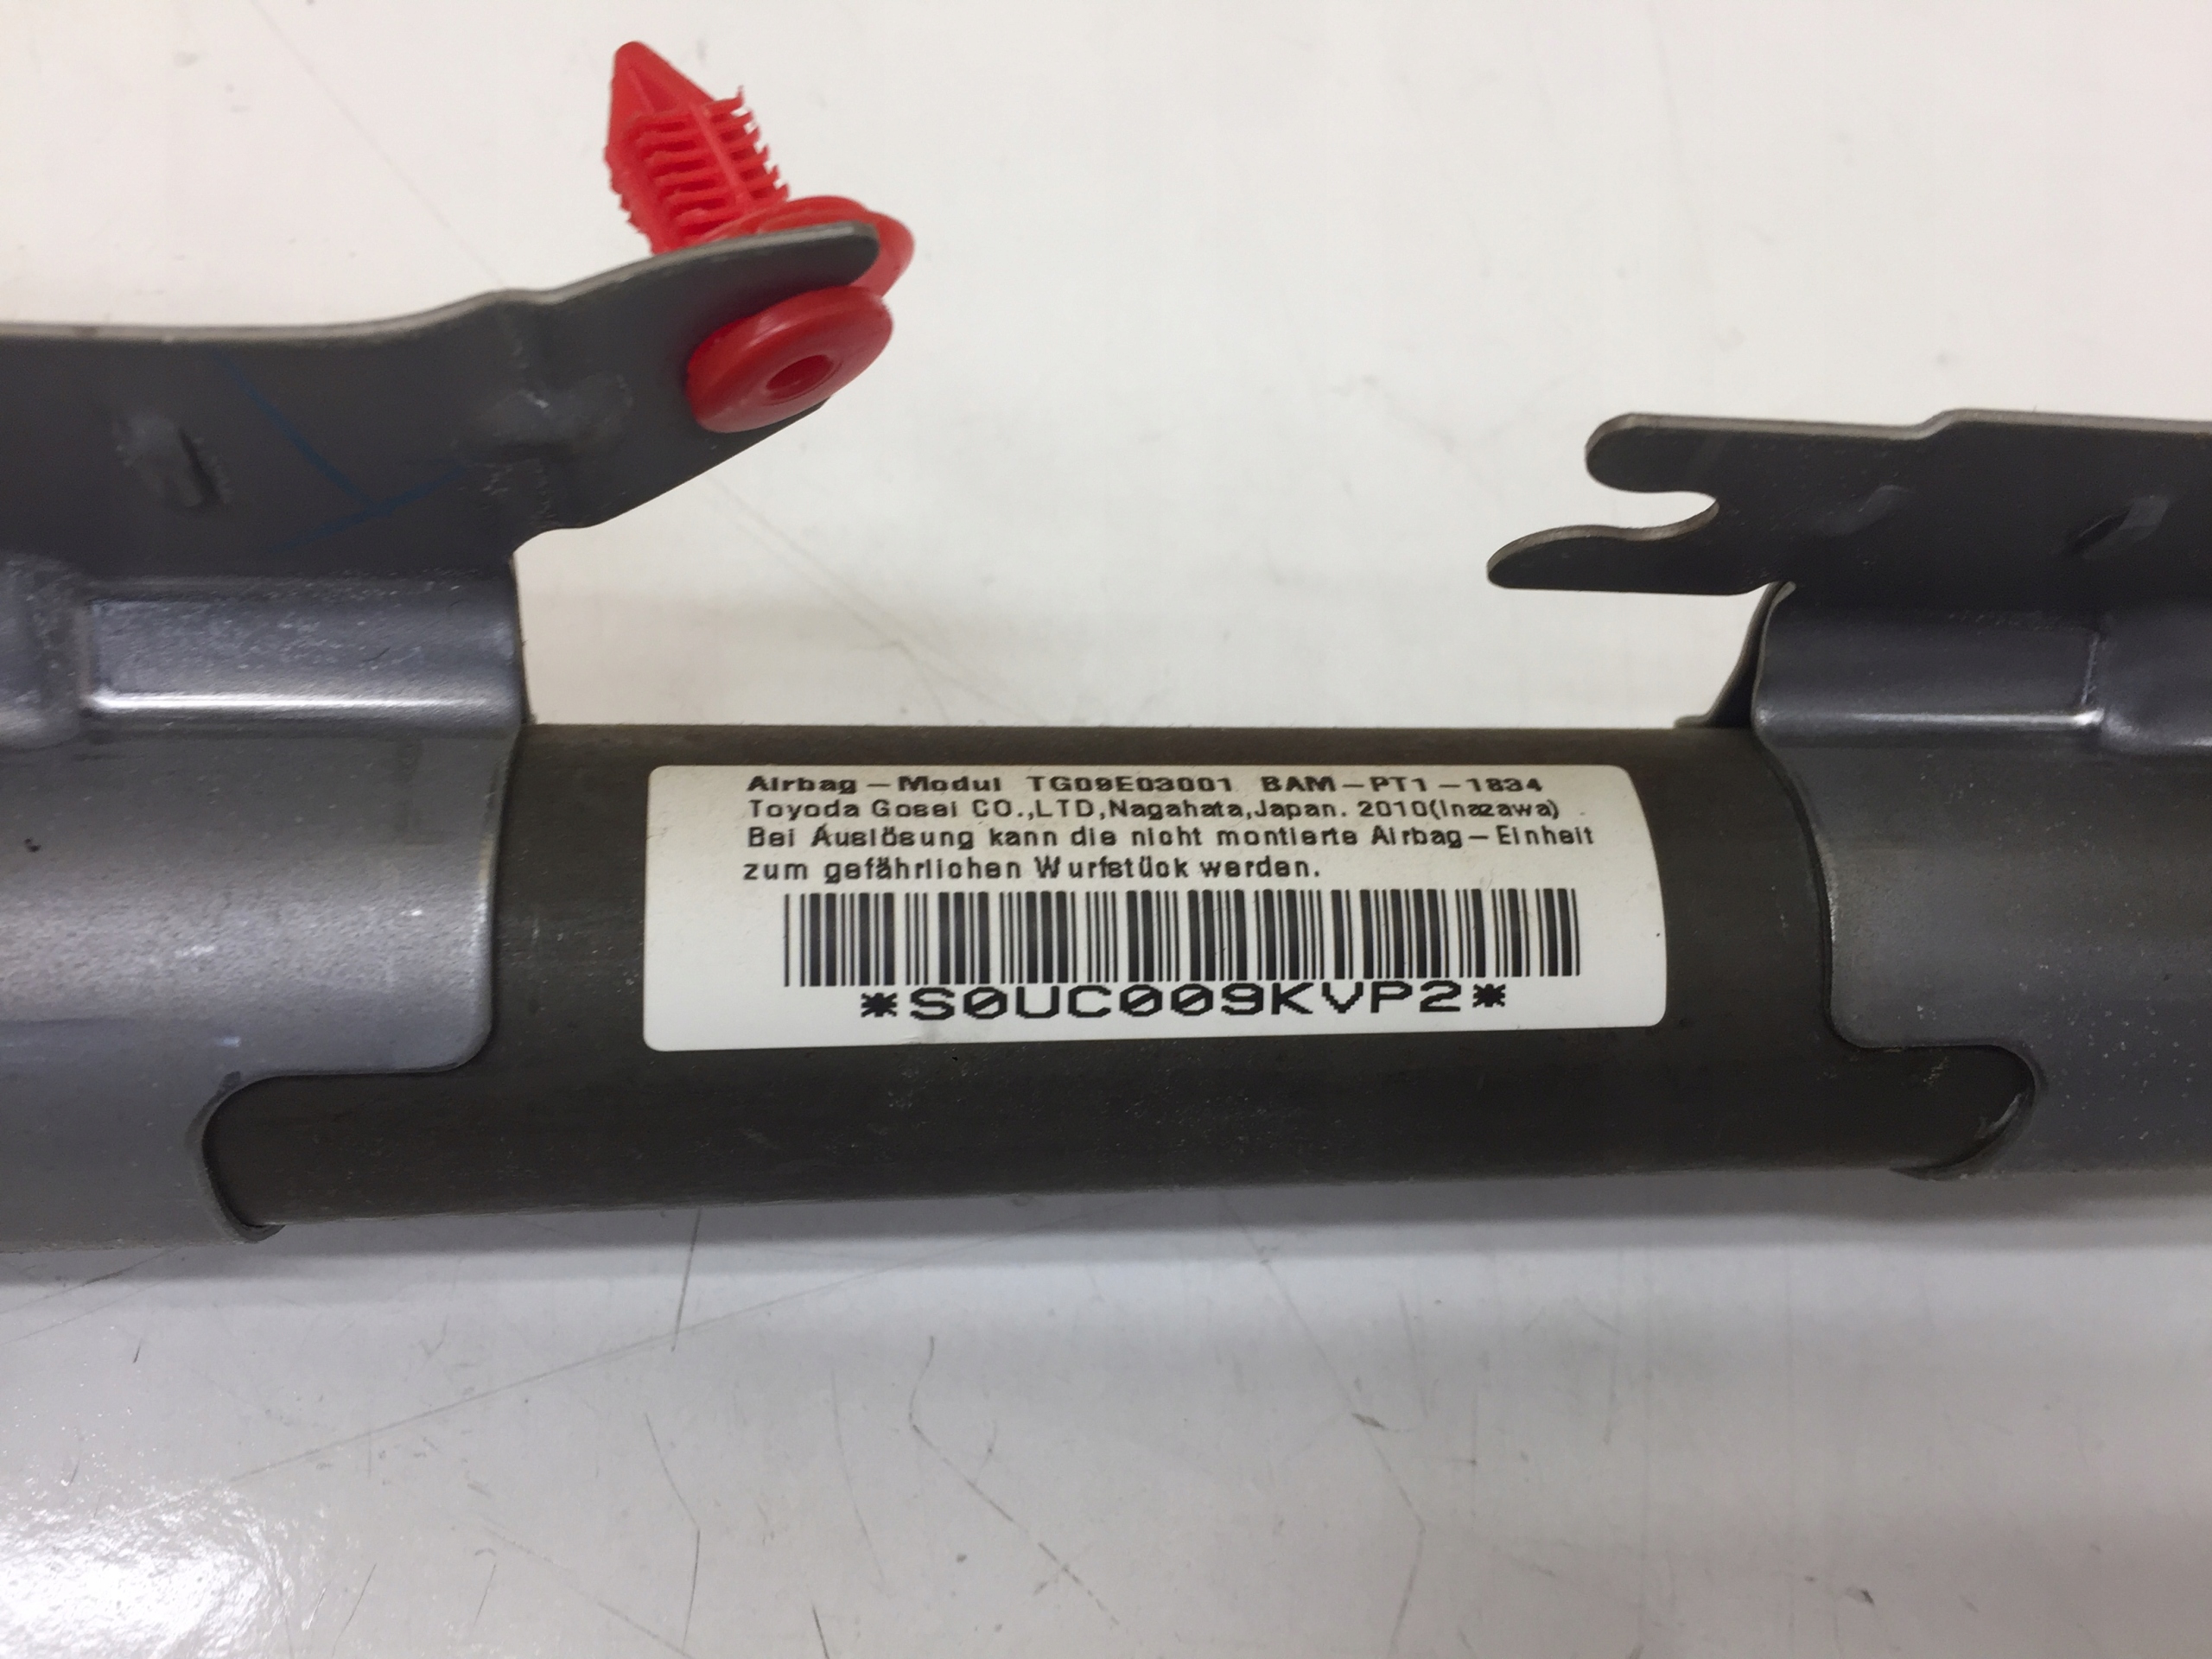 Airbag-Modul TG09E03001 BAM-PT1-1834
Toyoda Gosei CO.,LTD,Nagahata,Japan. 2010(Inazawa)
Bei Auslösung kann die nicht montierte Airbag-Einheit
zum gefährlichen Wurfstück werden.
*S0UC009KVP2*